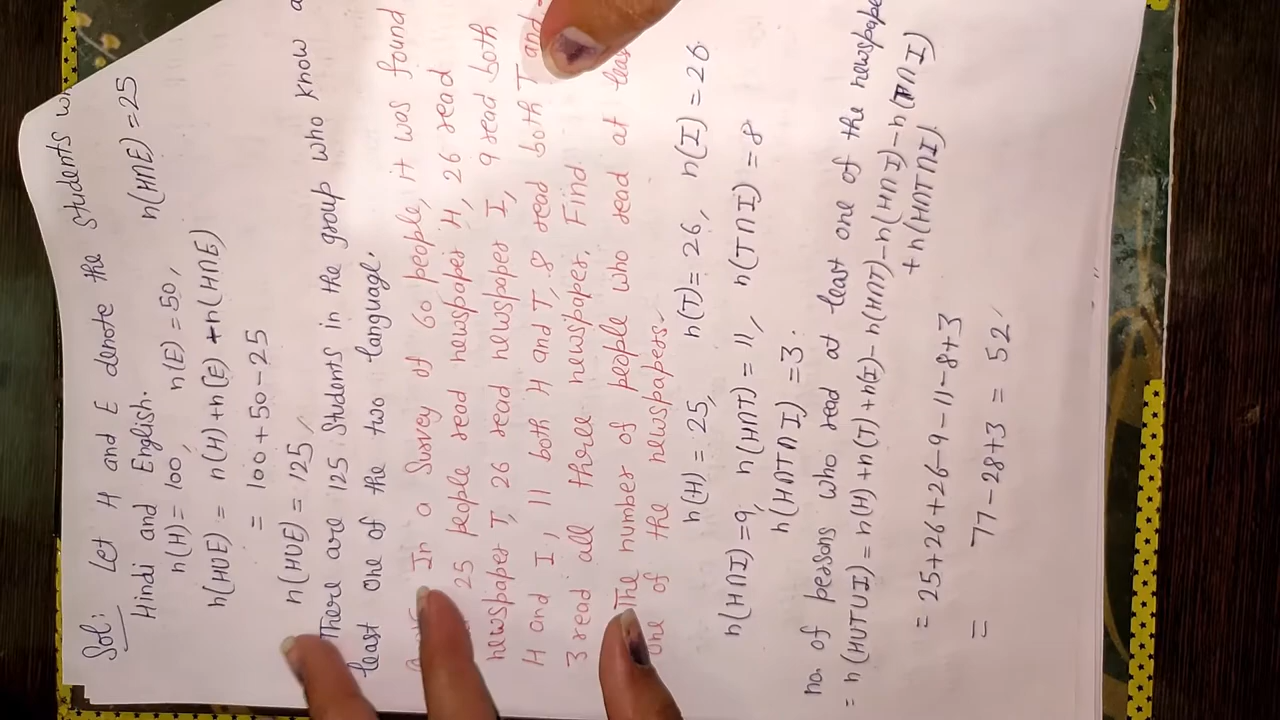 Sol: Let H and E denote the students
Hindi and English.
n(H) = 100, n(E) = 50, n(H∩E) = 25
n(HUE) = n(H) + n(E) + n(H∩E)
= 100 + 50 - 25
n(HUE) = 125,
There are 125 students in the group who know a
least one of the two language.
In a survey of 60 people, it was found
25 people read newspaper H, 26 read
newspaper T, 26 read newspaper I, 9 read both
H and I, 11 both H and T, 8 read both T and
3 read all three newspaper. Find
The number of people who read at leas
one of the newspapers.
n(H) = 25, n(T) = 26, n(I) = 26.
n(H∩I) = 9, n(H∩T) = 11, n(T∩I) = 8
n(H∩T∩I) = 3.
no. of persons who read at least one of the newspape
= n(HUTUI) = n(H) + n(T) + n(I) - n(H∩T) - n(H∩I) - n(T∩I)
+ n(H∩T∩I)
= 25 + 26 + 26 - 9 - 11 - 8 + 3
= 77 - 28 + 3 = 52